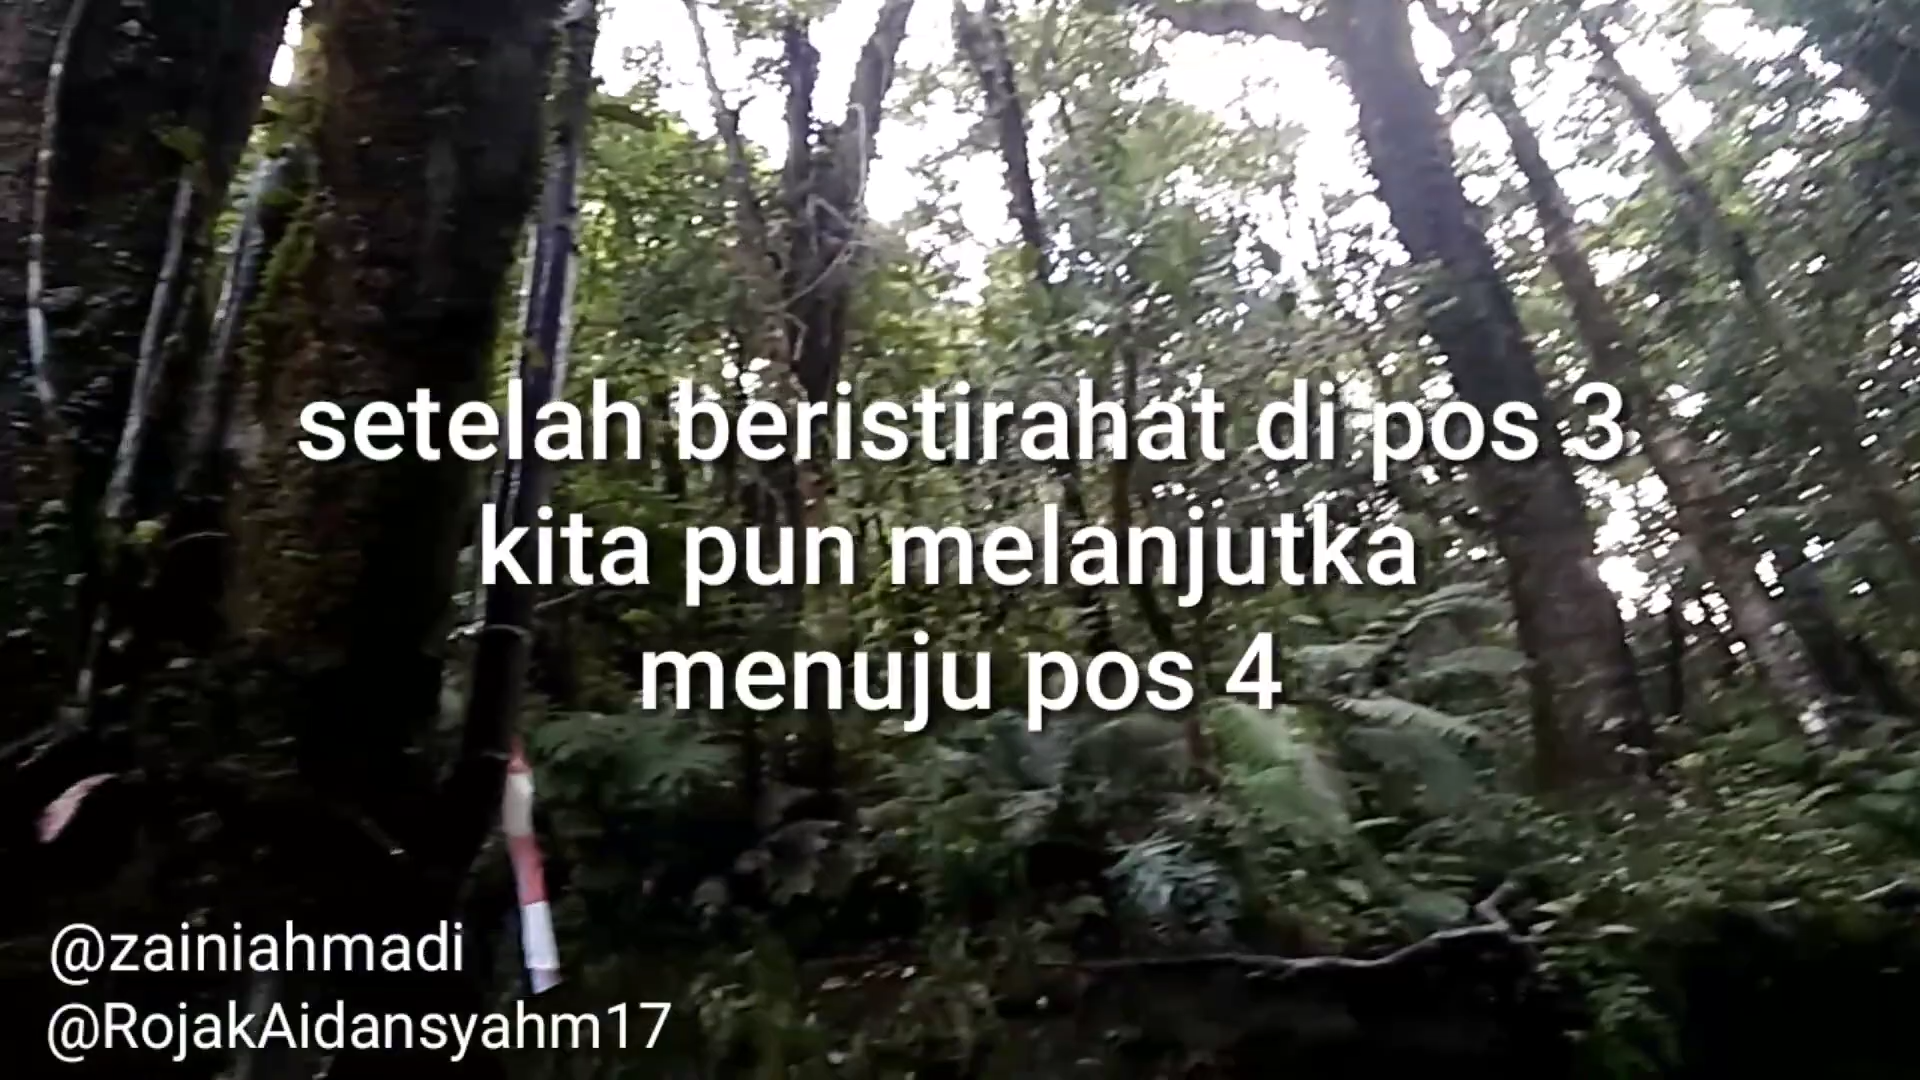 setelah beristirahat di pos 3
kita pun melanjutka
menuju pos 4
@zainiahmadi
@RojakAidansyahm17